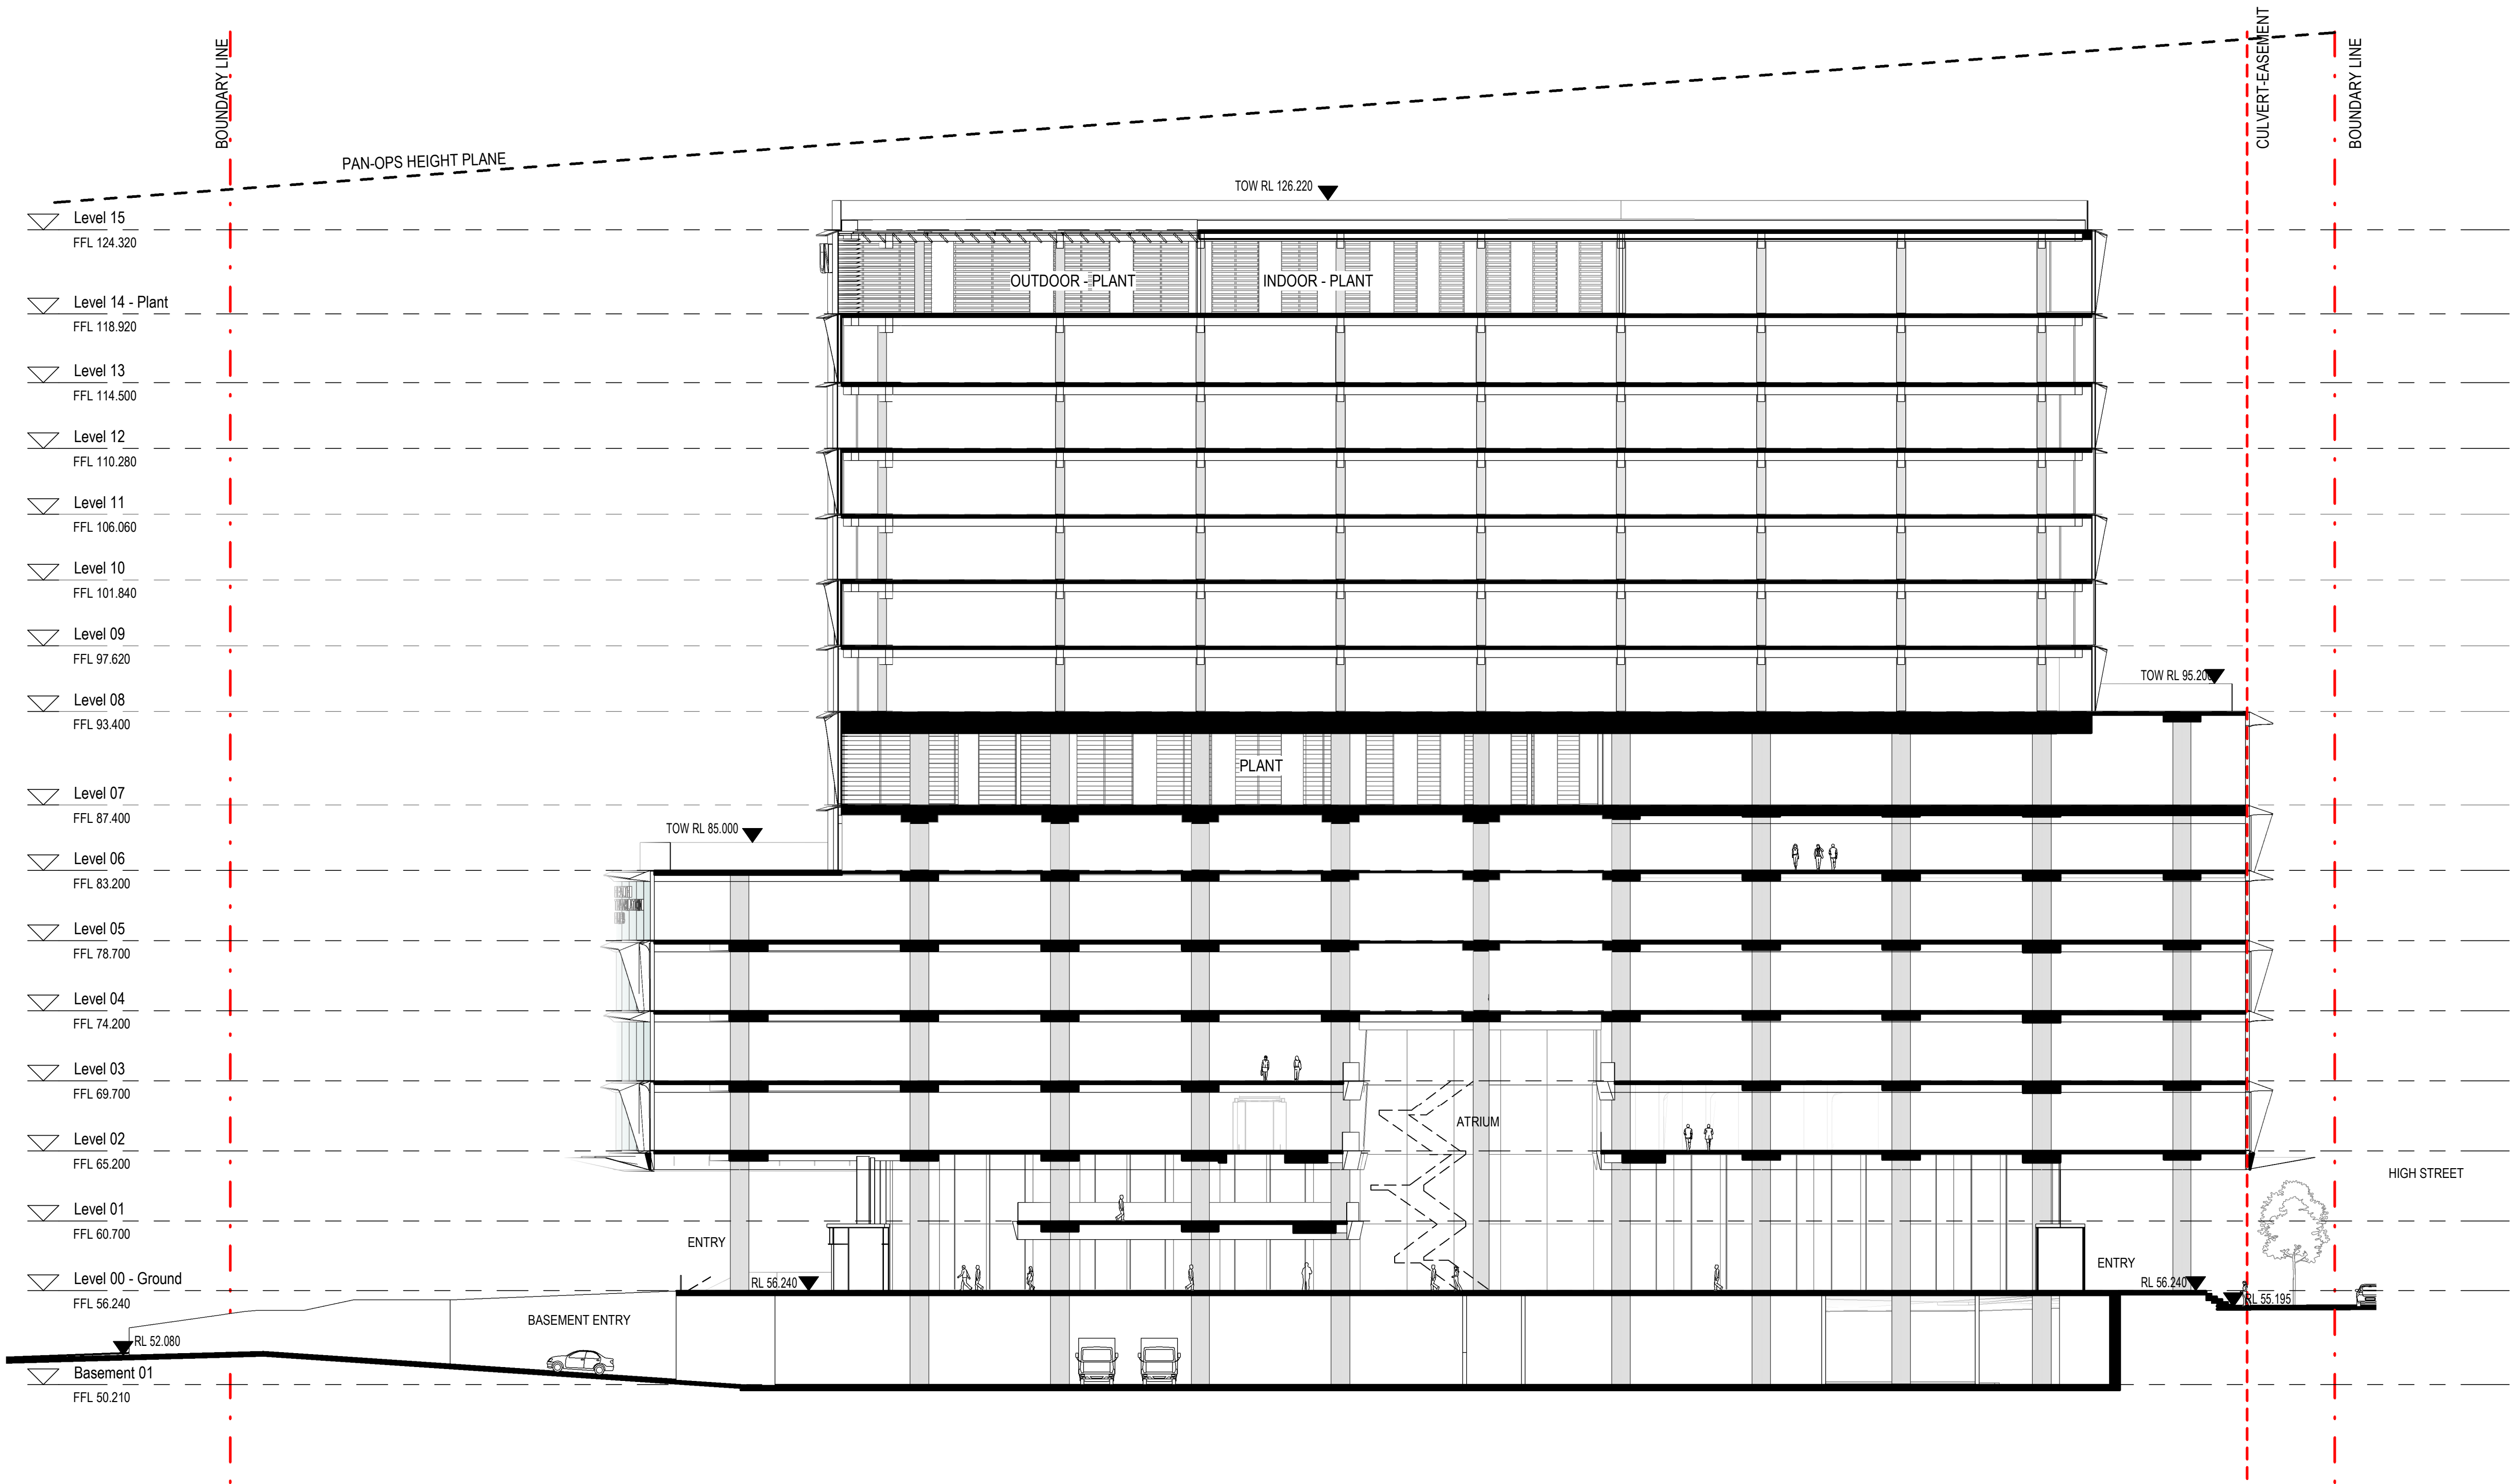 BOUNDARY LINE
CULVERT-EASEMENT
BOUNDARY LINE
PAN-OPS HEIGHT PLANE
TOW RL 126.220
Level 15
FFL 124.320
OUTDOOR - PLANT
INDOOR - PLANT
Level 14 - Plant
FFL 118.920
Level 13
FFL 114.500
Level 12
FFL 110.280
Level 11
FFL 106.060
Level 10
FFL 101.840
Level 09
FFL 97.620
TOW RL 95.200
Level 08
FFL 93.400
PLANT
Level 07
FFL 87.400
TOW RL 85.000
Level 06
FFL 83.200
Level 05
FFL 78.700
Level 04
FFL 74.200
Level 03
FFL 69.700
ATRIUM
Level 02
FFL 65.200
HIGH STREET
Level 01
FFL 60.700
ENTRY
ENTRY
Level 00 - Ground
FFL 56.240
RL 56.240
RL 56.240
RL 55.195
BASEMENT ENTRY
RL 52.080
Basement 01
FFL 50.210